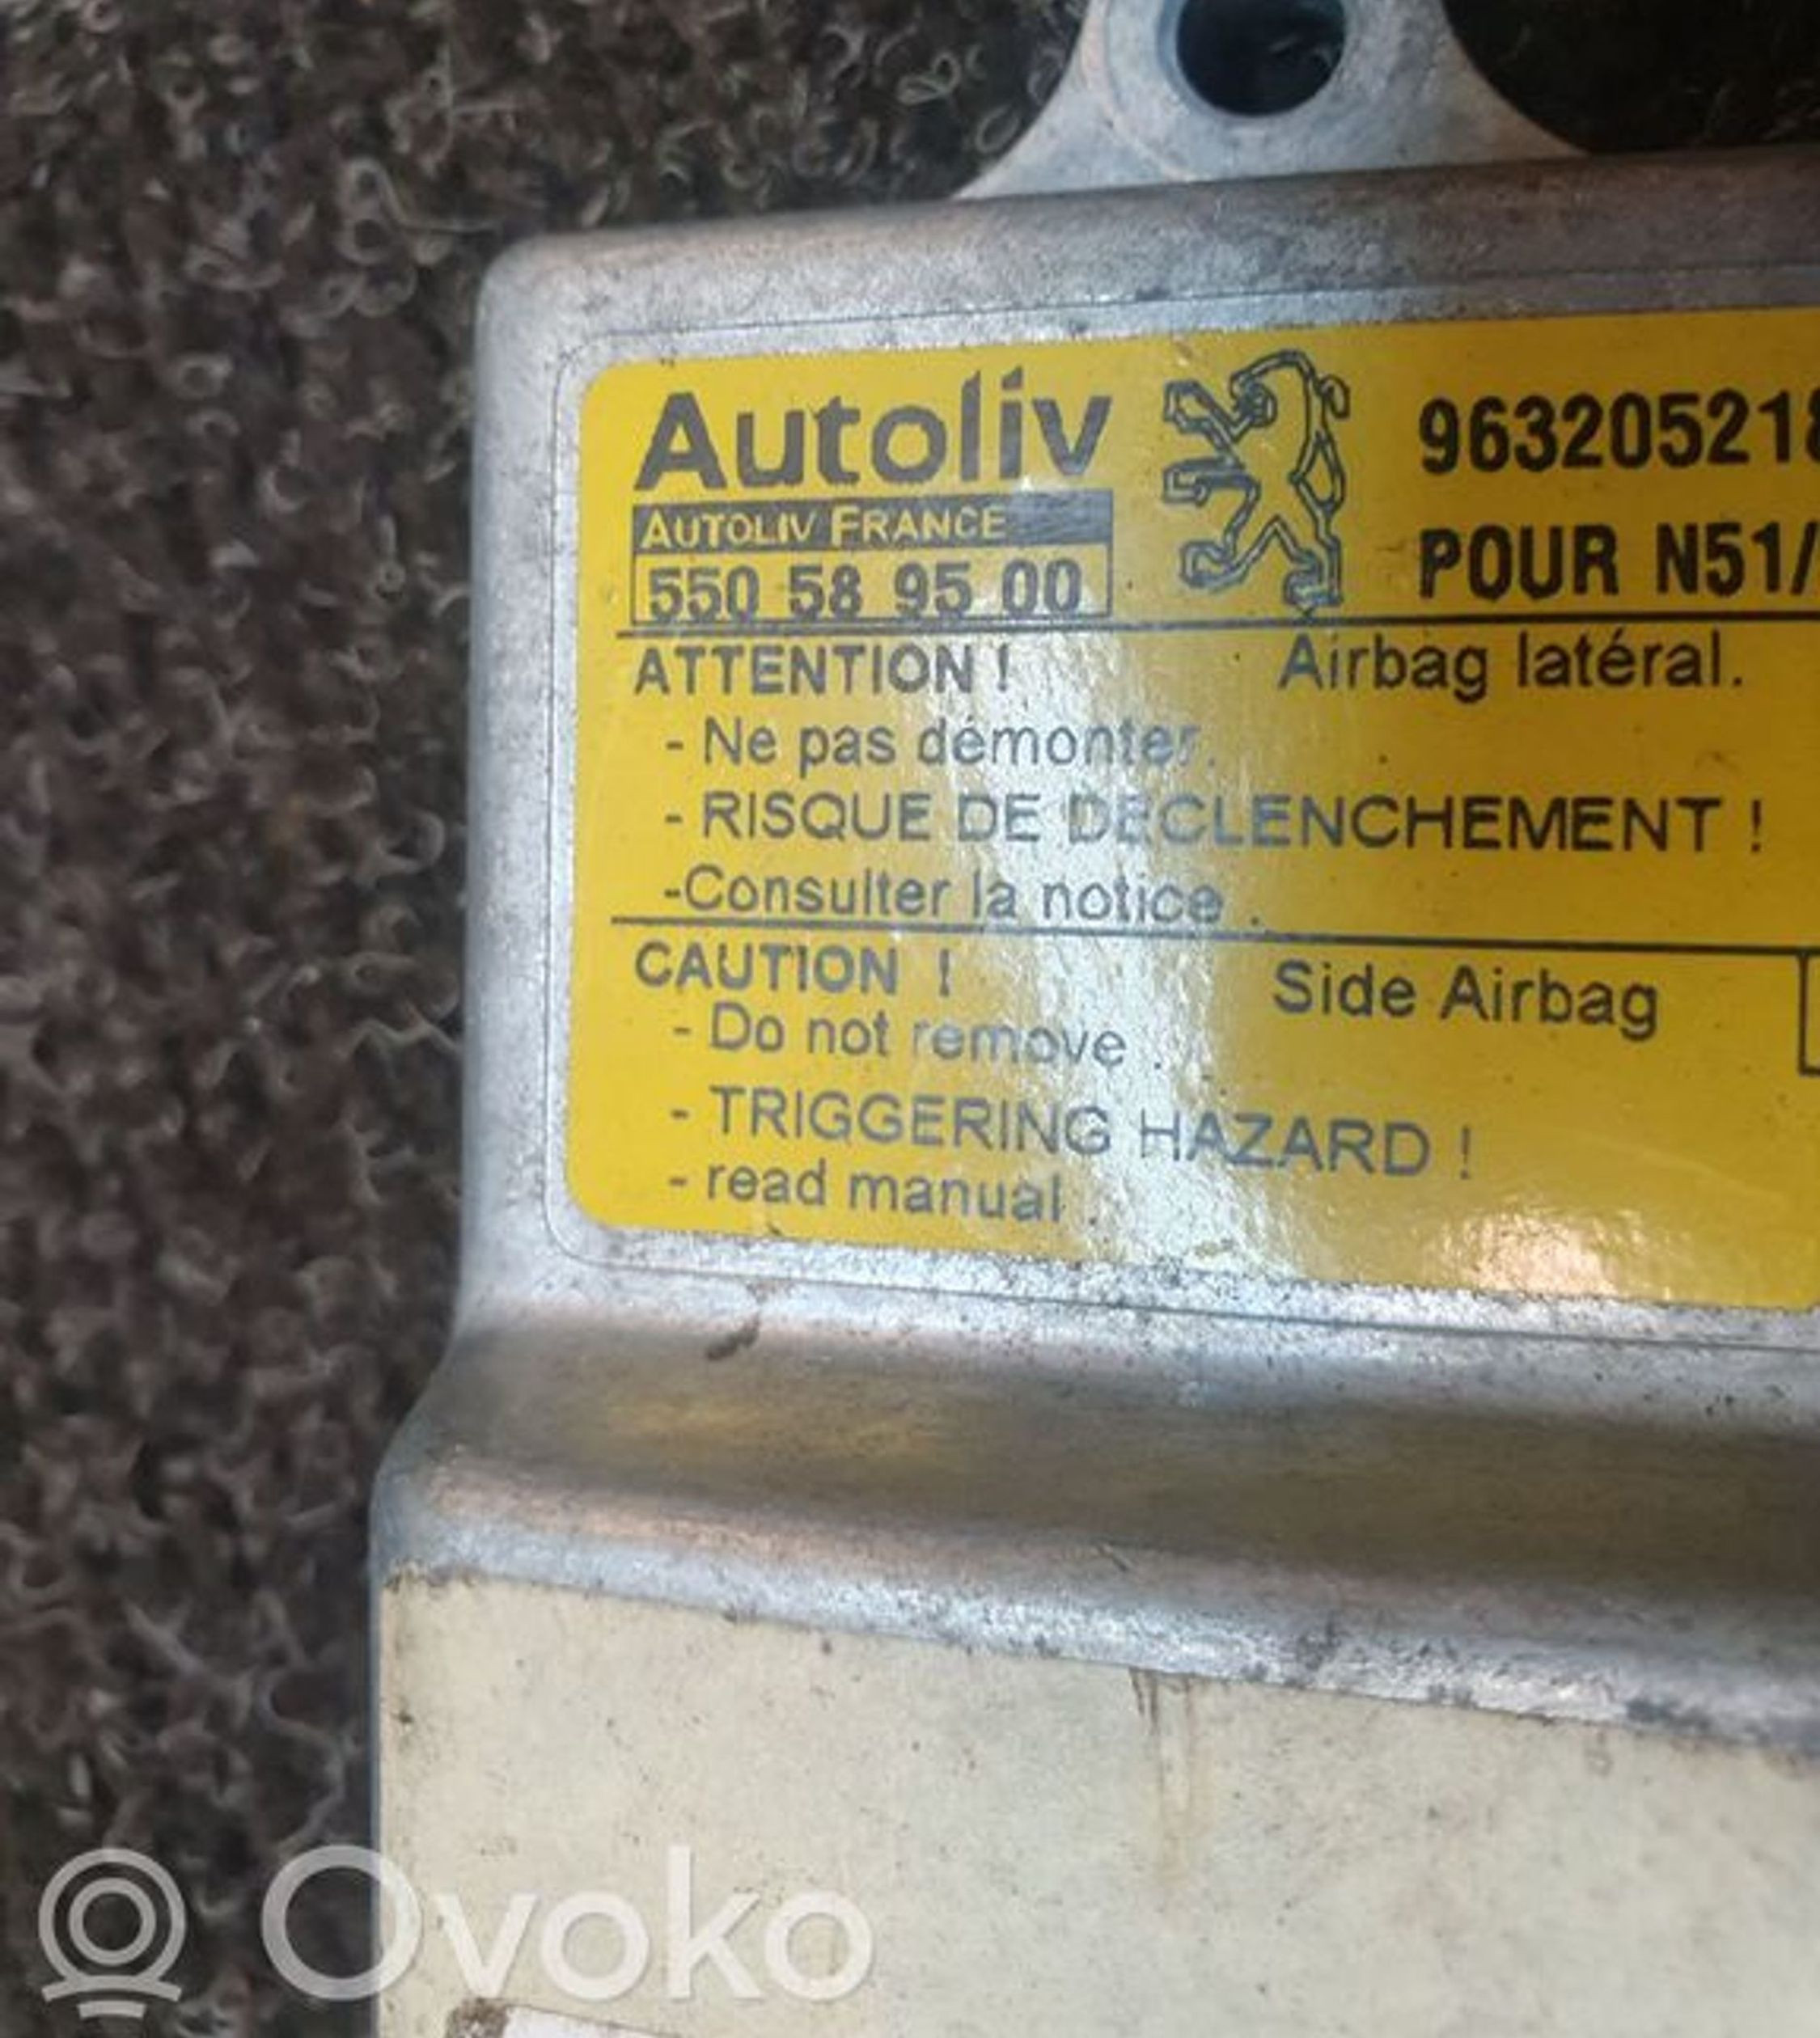 Autoliv
AUTOLIV FRANCE
550 58 95 00
963205218
POUR N51/
ATTENTION ! Airbag latéral.
- Ne pas démonter.
- RISQUE DE DECLENCHEMENT !
-Consulter la notice .
CAUTION ! Side Airbag
- Do not remove .
- TRIGGERING HAZARD !
- read manual .
Ovoko